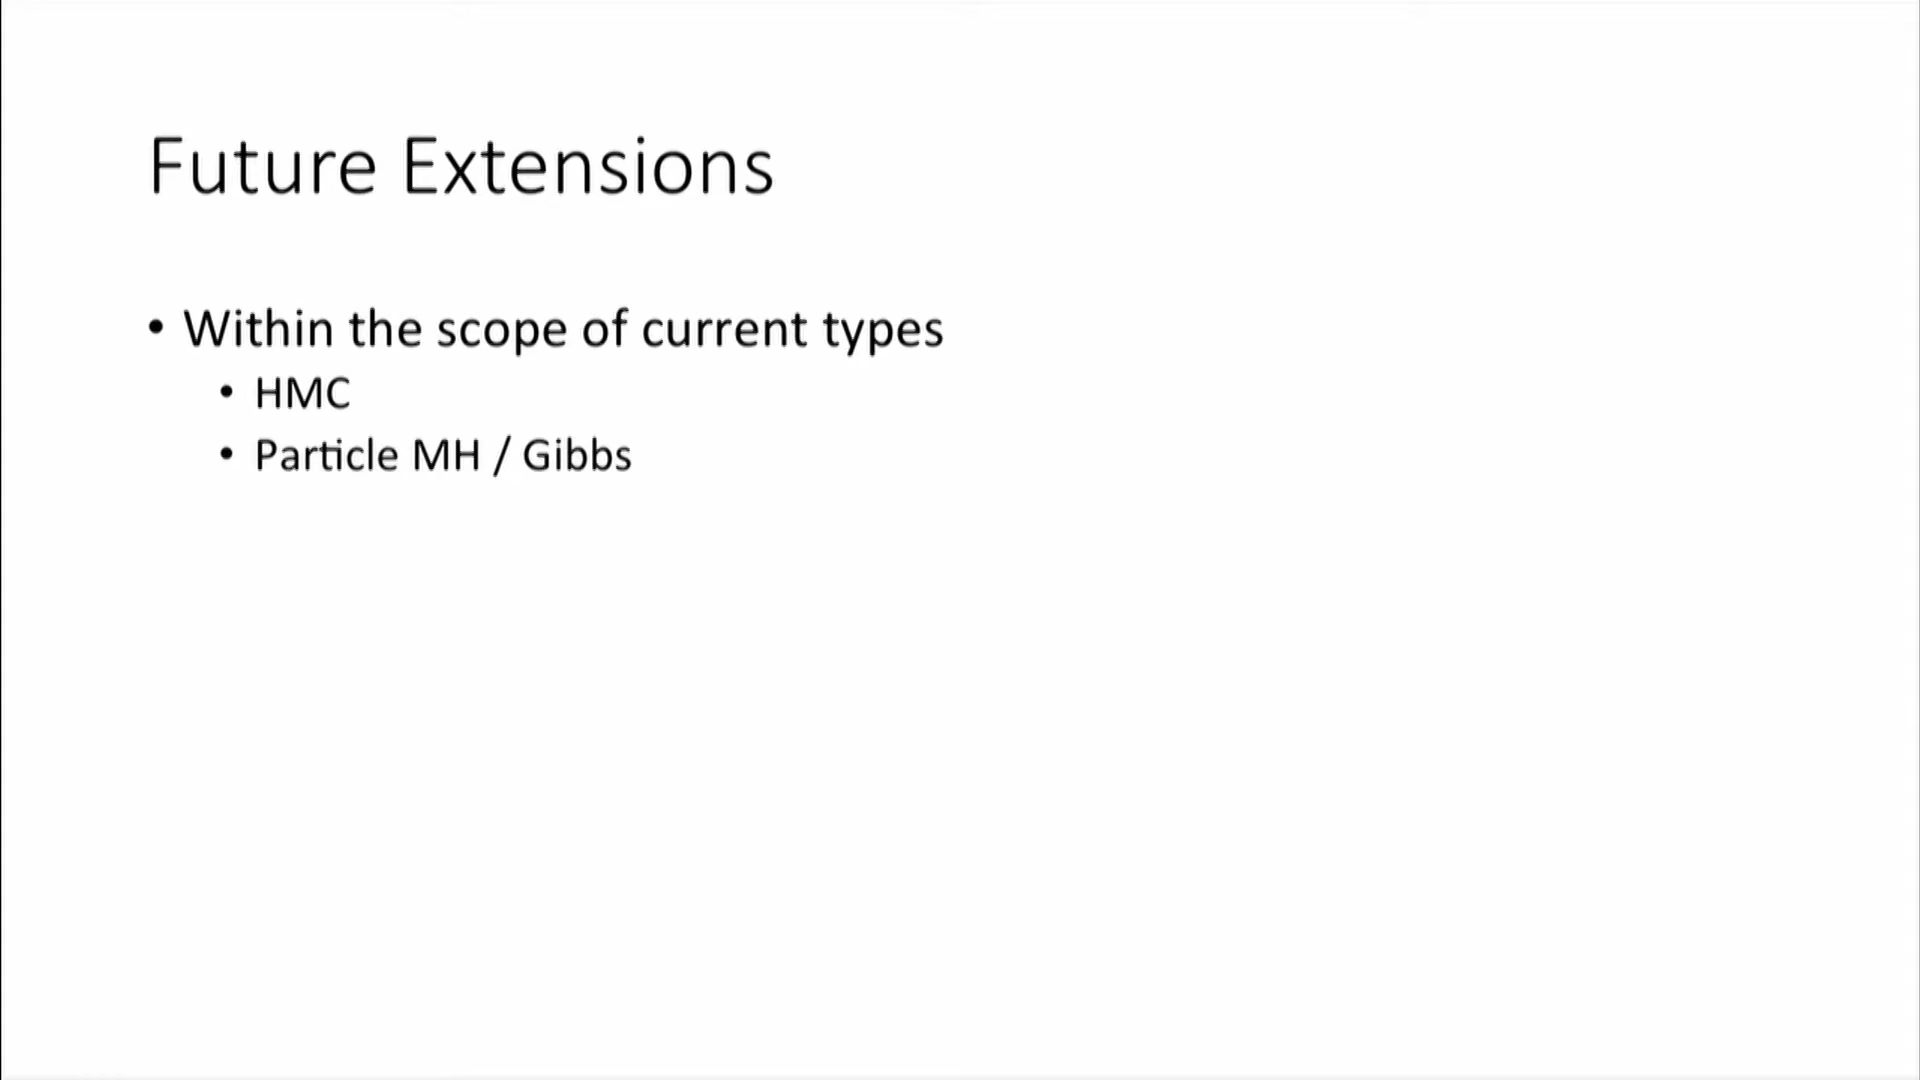 Future Extensions
• Within the scope of current types
• HMC
• Particle MH / Gibbs